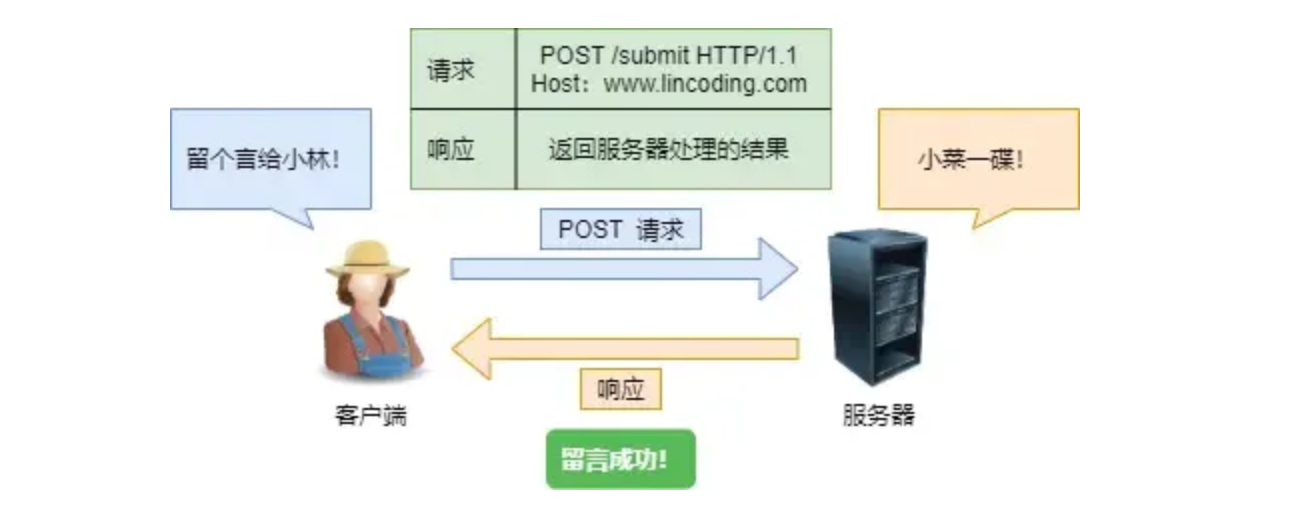 请求
POST /submit HTTP/1.1
Host：www.lincoding.com
响应
返回服务器处理的结果
留个言给小林！
小菜一碟！
POST 请求
响应
客户端
服务器
留言成功！